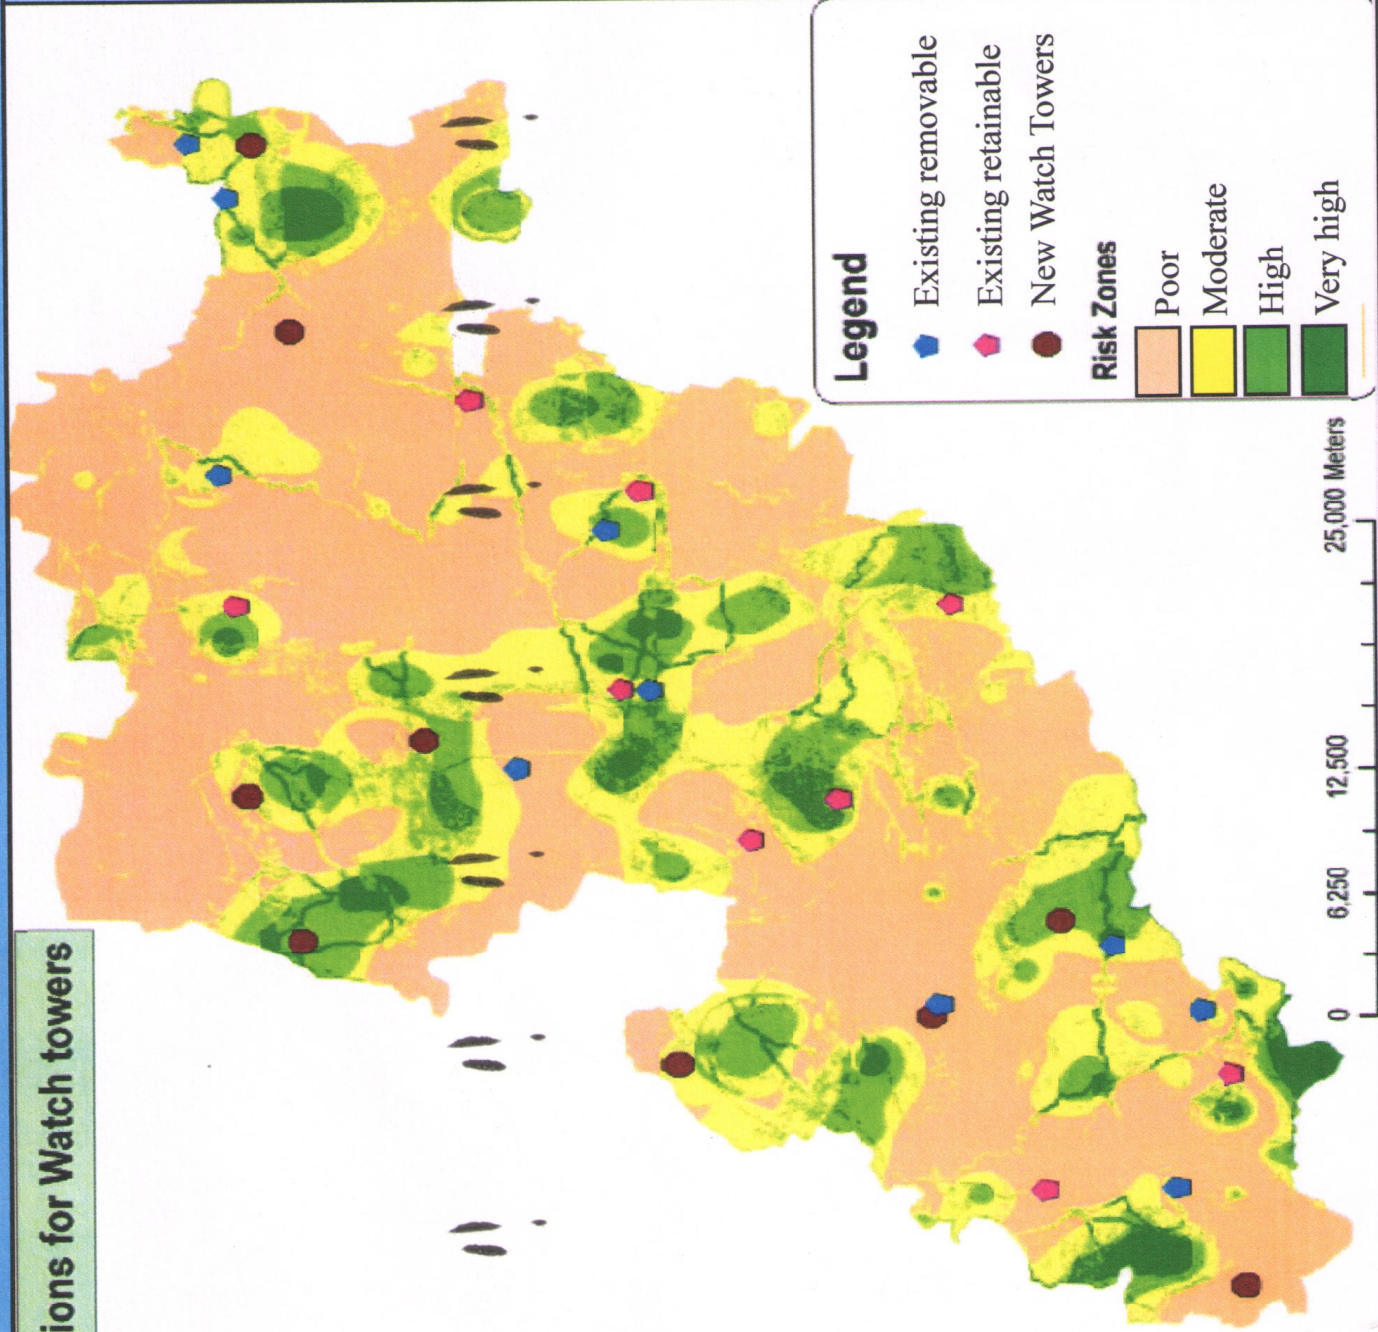 ions for Watch towers
Legend
Existing removable
Existing retainable
New Watch Towers
Risk Zones
Poor
Moderate
High
Very high
0 6,250 12,500 25,000 Meters